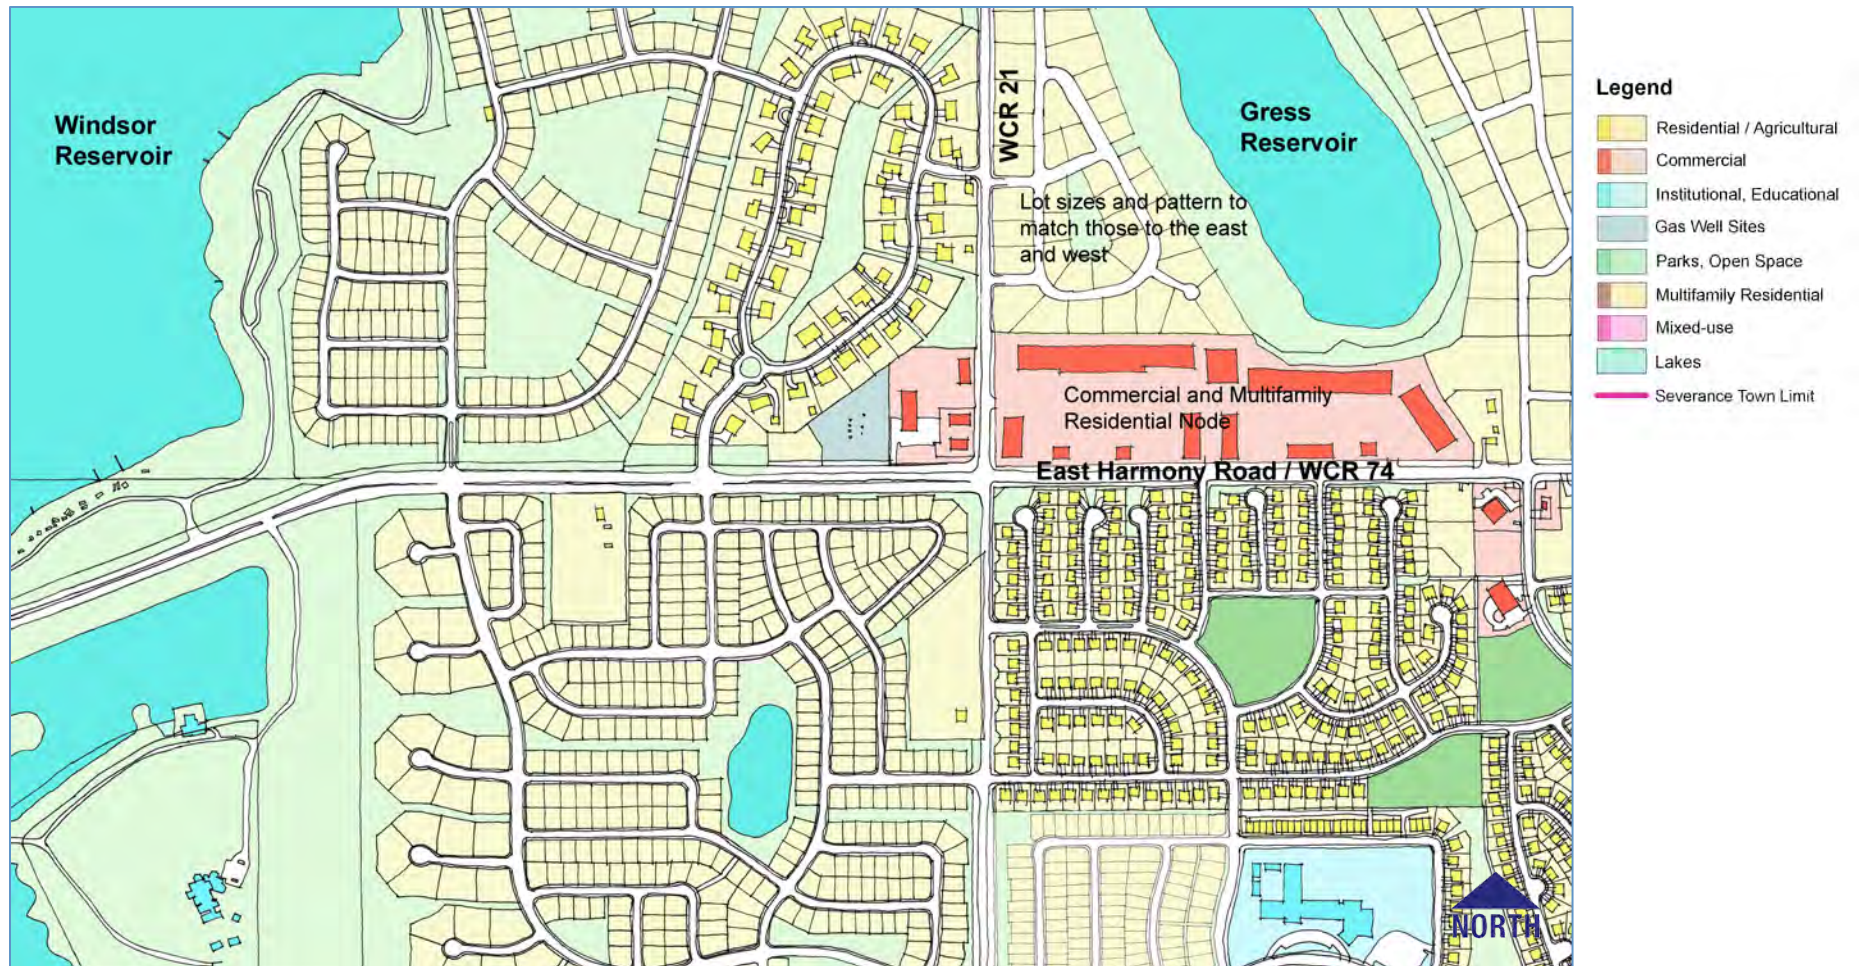 Windsor
Reservoir
WCR 21
Gress
Reservoir
Lot sizes and pattern to
match those to the east
and west
Commercial and Multifamily
Residential Node
East Harmony Road / WCR 74
NORTH
Legend
Residential / Agricultural
Commercial
Institutional, Educational
Gas Well Sites
Parks, Open Space
Multifamily Residential
Mixed-use
Lakes
Severance Town Limit